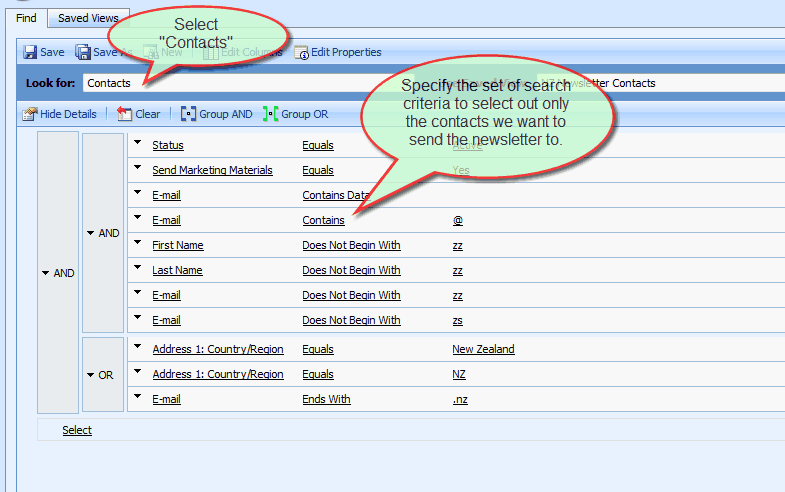 Find Saved Views
Select
"Contacts"
Save Save As New Edit Columns Edit Properties
Look for: Contacts Newsletter Contacts
Specify the set of search
criteria to select out only
the contacts we want to
send the newsletter to.
Hide Details Clear Group AND Group OR
Status Equals Active
Send Marketing Materials Equals Yes
E-mail Contains Data
E-mail Contains @
AND
First Name Does Not Begin With zz
Last Name Does Not Begin With zz
AND
E-mail Does Not Begin With zz
E-mail Does Not Begin With zs
Address 1: Country/Region Equals New Zealand
OR
Address 1: Country/Region Equals NZ
E-mail Ends With .nz
Select